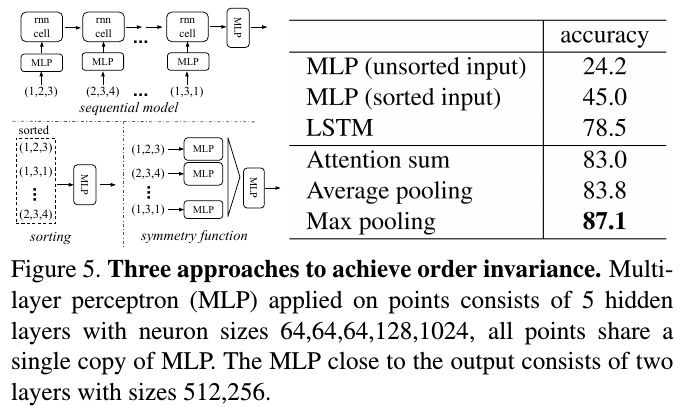 rnn cell rnn cell ... rnn cell MLP
MLP MLP MLP
(1,2,3) (2,3,4) ... (1,3,1)
sequential model
sorted
(1,2,3)
(1,3,1)
(2,3,4)
MLP
sorting
(1,2,3) MLP
(2,3,4) MLP
(1,3,1) MLP
MLP
symmetry function
accuracy
MLP (unsorted input) 24.2
MLP (sorted input) 45.0
LSTM 78.5
Attention sum 83.0
Average pooling 83.8
Max pooling 87.1
Figure 5. Three approaches to achieve order invariance. Multi-
layer perceptron (MLP) applied on points consists of 5 hidden
layers with neuron sizes 64,64,64,128,1024, all points share a
single copy of MLP. The MLP close to the output consists of two
layers with sizes 512,256.